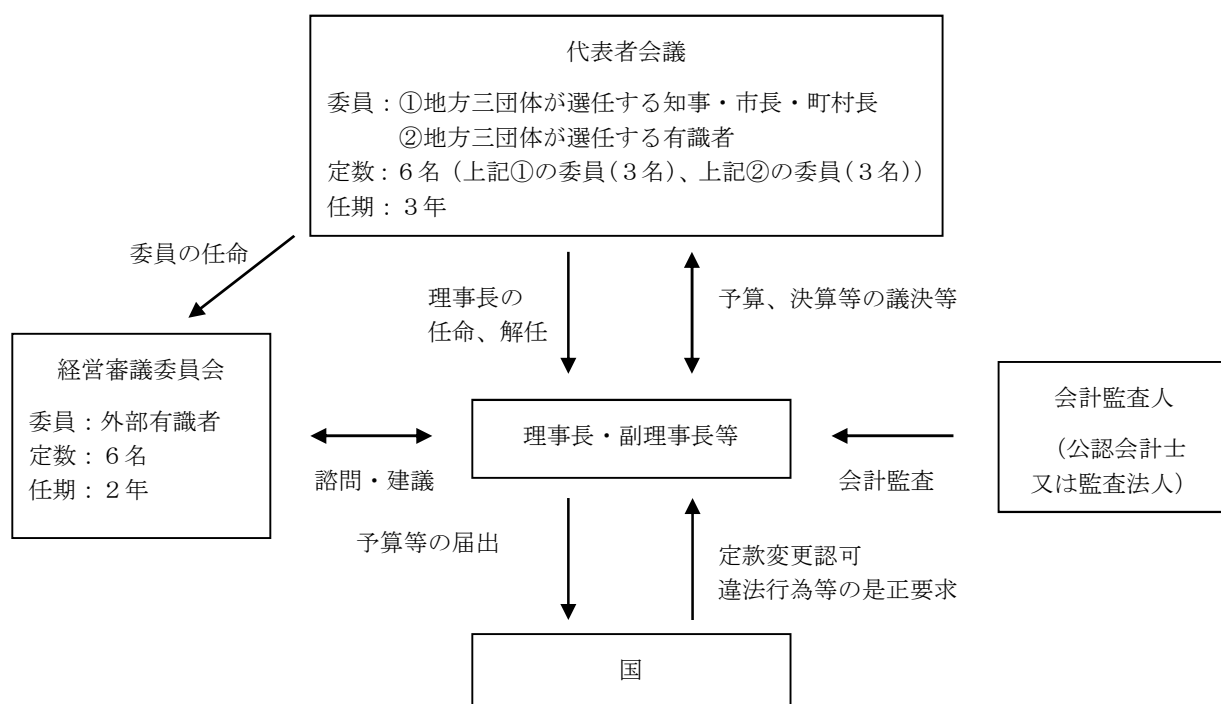 代表者会議
委員：①地方三団体が選任する知事・市長・町村長
②地方三団体が選任する有識者
定数：６名（上記①の委員(３名)、上記②の委員(３名)）
任期：３年
委員の任命
理事長の
任命、解任
予算、決算等の議決等
経営審議委員会
委員：外部有識者
定数：６名
任期：２年
諮問・建議
理事長・副理事長等
会計監査
会計監査人
（公認会計士
又は監査法人）
予算等の届出
定款変更認可
違法行為等の是正要求
国